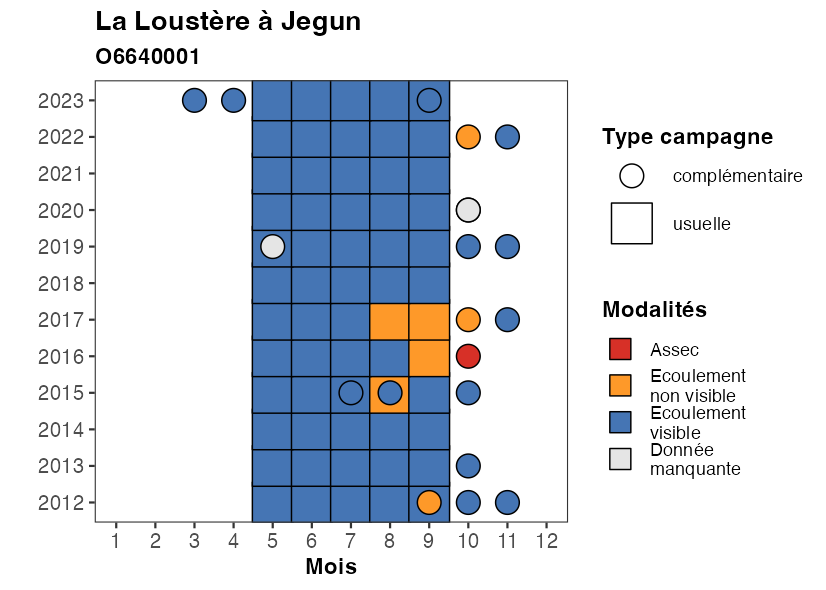 La Loustère à Jegun
O6640001
2023
2022
2021
2020
2019
2018
2017
2016
2015
2014
2013
2012
1 2 3 4 5 6 7 8 9 10 11 12
Mois
Type campagne
complémentaire
usuelle
Modalités
Assec
Ecoulement
non visible
Ecoulement
visible
Donnée
manquante